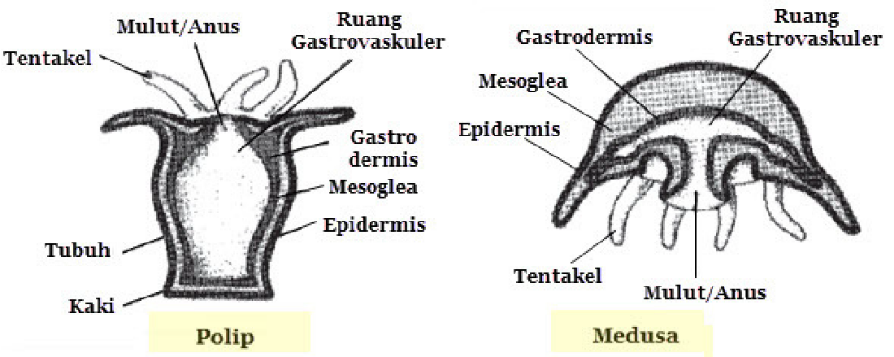 Mulut/Anus
Ruang
Gastrovaskuler
Tentakel
Gastro
dermis
Mesoglea
Epidermis
Tubuh
Kaki
Polip
Ruang
Gastrovaskuler
Gastrodermis
Mesoglea
Epidermis
Tentakel
Mulut/Anus
Medusa